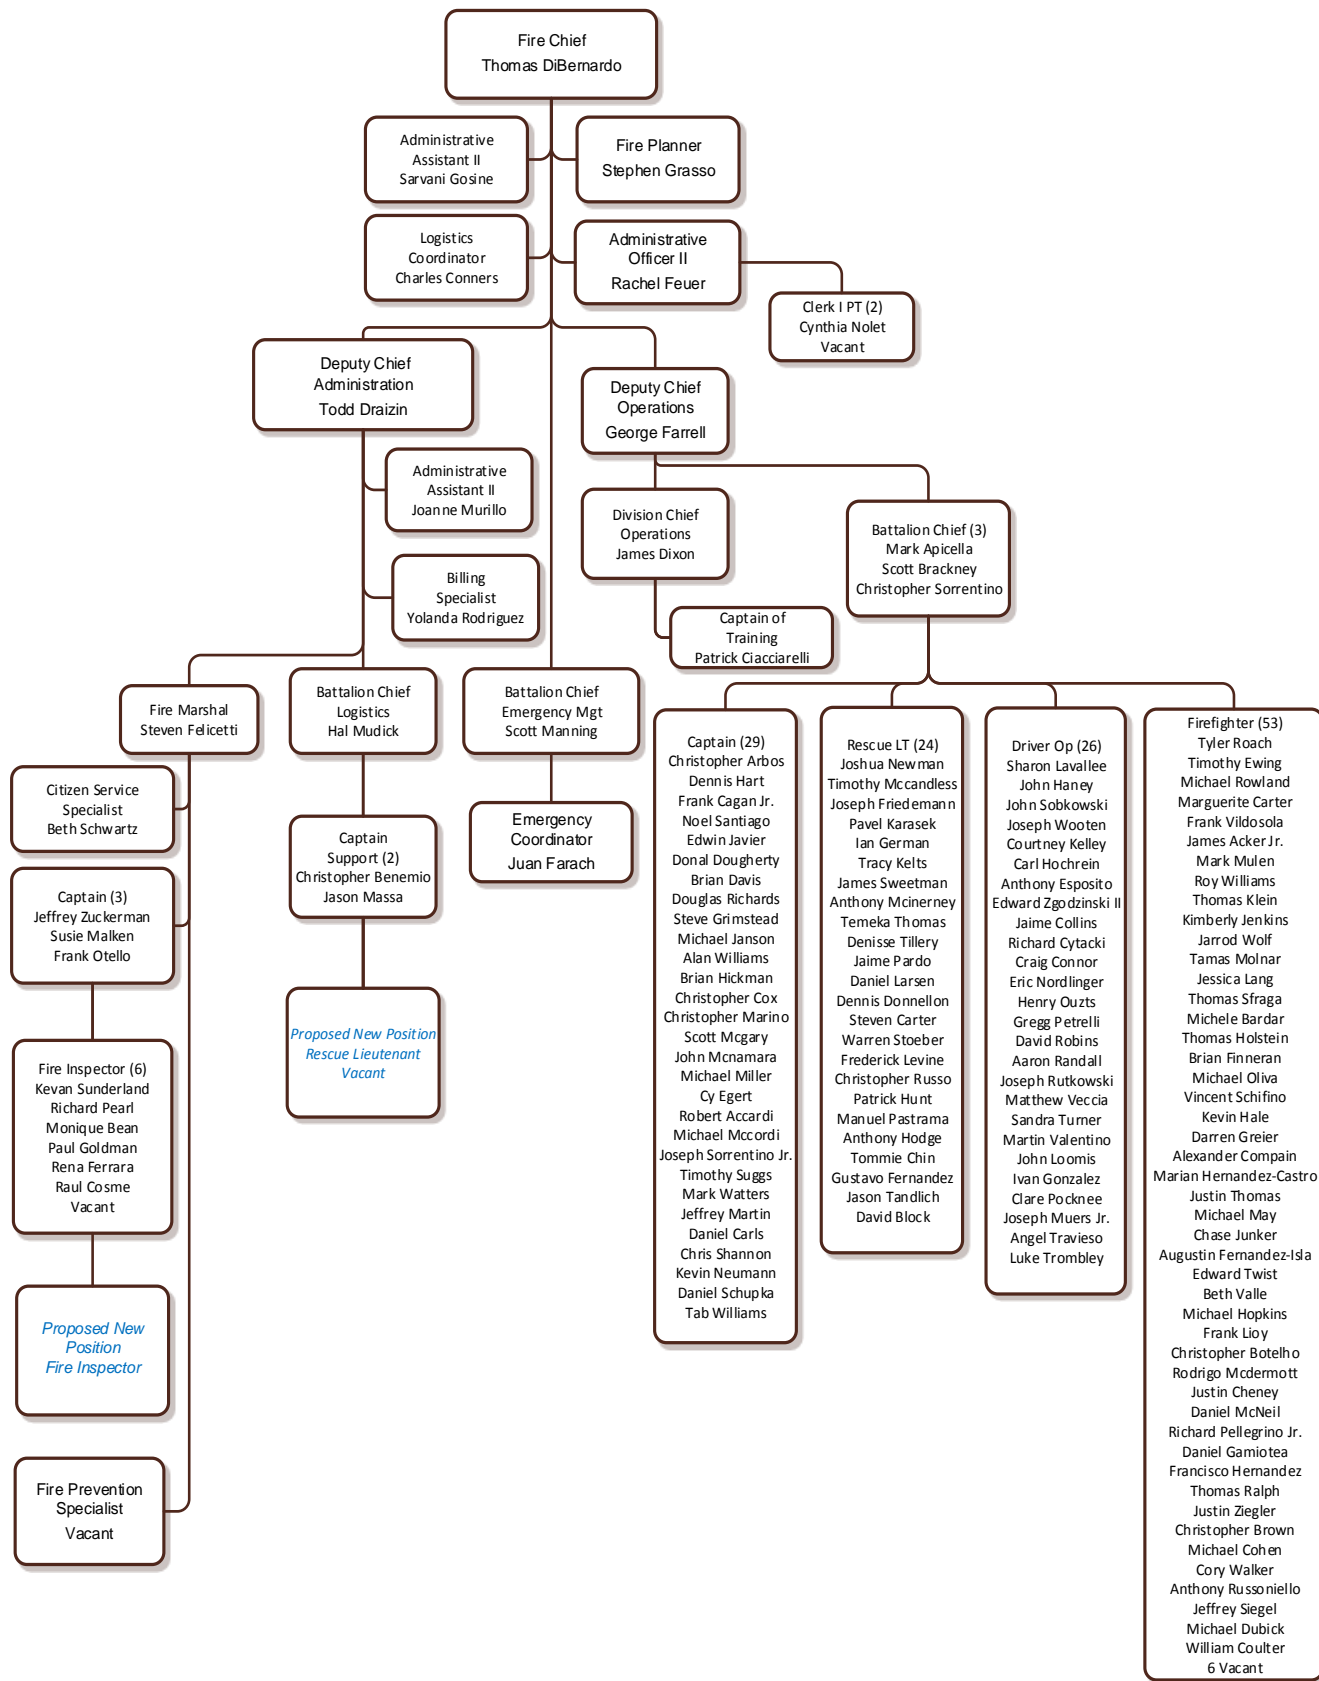 Fire Chief
Thomas DiBernardo
Administrative
Assistant II
Sarvani Gosine
Fire Planner
Stephen Grasso
Logistics
Coordinator
Charles Conners
Administrative
Officer II
Rachel Feuer
Clerk I PT (2)
Cynthia Nolet
Vacant
Deputy Chief
Administration
Todd Draizin
Deputy Chief
Operations
George Farrell
Administrative
Assistant II
Joanne Murillo
Division Chief
Operations
James Dixon
Battalion Chief (3)
Mark Apicella
Scott Brackney
Christopher Sorrentino
Billing
Specialist
Yolanda Rodriguez
Captain of
Training
Patrick Ciacciarelli
Fire Marshal
Steven Felicetti
Battalion Chief
Logistics
Hal Mudick
Battalion Chief
Emergency Mgt
Scott Manning
Citizen Service
Specialist
Beth Schwartz
Captain
Support (2)
Christopher Benemio
Jason Massa
Emergency
Coordinator
Juan Farach
Captain (3)
Jeffrey Zuckerman
Susie Malken
Frank Otello
Proposed New Position
Rescue Lieutenant
Vacant
Fire Inspector (6)
Kevan Sunderland
Richard Pearl
Monique Bean
Paul Goldman
Rena Ferrara
Raul Cosme
Vacant
Proposed New
Position
Fire Inspector
Fire Prevention
Specialist
Vacant
Captain (29)
Christopher Arbos
Dennis Hart
Frank Cagan Jr.
Noel Santiago
Edwin Javier
Donal Dougherty
Brian Davis
Douglas Richards
Steve Grimstead
Michael Janson
Alan Williams
Brian Hickman
Christopher Cox
Christopher Marino
Scott Mcgary
John Mcnamara
Michael Miller
Cy Egert
Robert Accardi
Michael Mccordi
Joseph Sorrentino Jr.
Timothy Suggs
Mark Watters
Jeffrey Martin
Daniel Carls
Chris Shannon
Kevin Neumann
Daniel Schupka
Tab Williams
Rescue LT (24)
Joshua Newman
Timothy Mccandless
Joseph Friedemann
Pavel Karasek
Ian German
Tracy Kelts
James Sweetman
Anthony Mcinerney
Temeka Thomas
Denisse Tillery
Jaime Pardo
Daniel Larsen
Dennis Donnellon
Steven Carter
Warren Stoeber
Frederick Levine
Christopher Russo
Patrick Hunt
Manuel Pastrama
Anthony Hodge
Tommie Chin
Gustavo Fernandez
Jason Tandlich
David Block
Driver Op (26)
Sharon Lavallee
John Haney
John Sobkowski
Joseph Wooten
Courtney Kelley
Carl Hochrein
Anthony Esposito
Edward Zgodzinski II
Jaime Collins
Richard Cytacki
Craig Connor
Eric Nordlinger
Henry Ouzts
Gregg Petrelli
David Robins
Aaron Randall
Joseph Rutkowski
Matthew Veccia
Sandra Turner
Martin Valentino
John Loomis
Ivan Gonzalez
Clare Pocknee
Joseph Muers Jr.
Angel Travieso
Luke Trombley
Firefighter (53)
Tyler Roach
Timothy Ewing
Michael Rowland
Marguerite Carter
Frank Vildosola
James Acker Jr.
Mark Mulen
Roy Williams
Thomas Klein
Kimberly Jenkins
Jarrod Wolf
Tamas Molnar
Jessica Lang
Thomas Sfraga
Michele Bardar
Thomas Holstein
Brian Finneran
Michael Oliva
Vincent Schifino
Kevin Hale
Darren Greier
Alexander Compain
Marian Hernandez-Castro
Justin Thomas
Michael May
Chase Junker
Augustin Fernandez-Isla
Edward Twist
Beth Valle
Michael Hopkins
Frank Lioy
Christopher Botelho
Rodrigo Mcdermott
Justin Cheney
Daniel McNeil
Richard Pellegrino Jr.
Daniel Gamiotea
Francisco Hernandez
Thomas Ralph
Justin Ziegler
Christopher Brown
Michael Cohen
Cory Walker
Anthony Russoniello
Jeffrey Siegel
Michael Dubick
William Coulter
6 Vacant